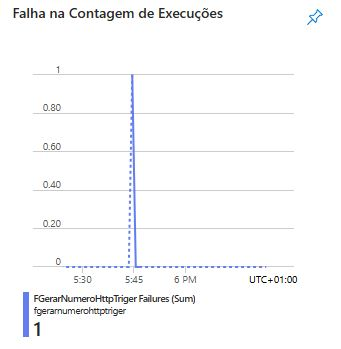 Falha na Contagem de Execuções
1
0.80
0.60
0.40
0.20
0
5:30 5:45 6 PM UTC+01:00
FGerarNumeroHttpTriger Failures (Sum)
fgerarnumerohttptriger
1